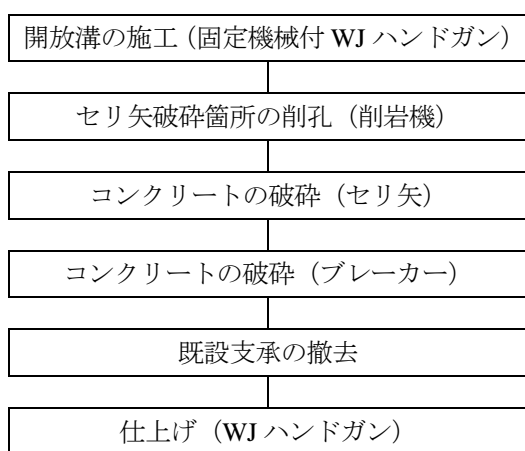 開放溝の施工（固定機械付 WJ ハンドガン）
セリ矢破砕箇所の削孔（削岩機）
コンクリートの破砕（セリ矢）
コンクリートの破砕（ブレーカー）
既設支承の撤去
仕上げ（WJ ハンドガン）